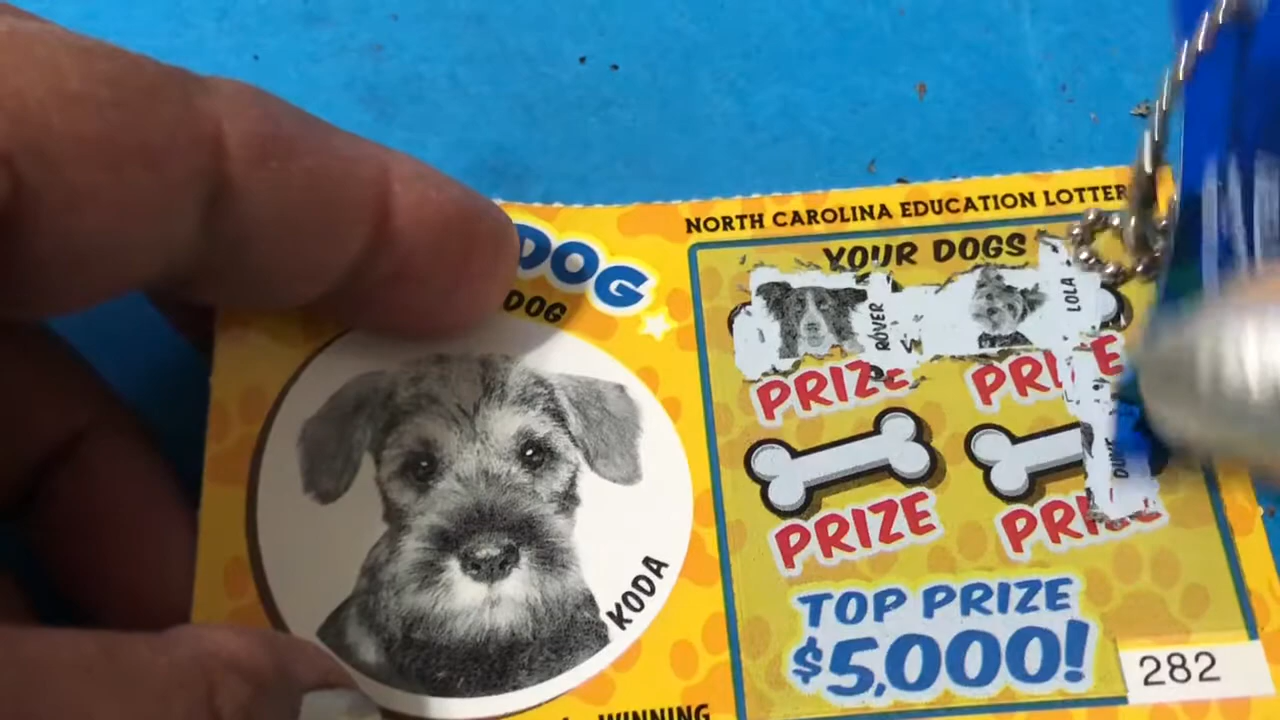 DOG
DOG
KODA
NORTH CAROLINA EDUCATION LOTTER
YOUR DOGS
ROVER
LOLA
PRIZE
PRIZE
PRIZE
TOP PRIZE
$5,000!
282
WINNING